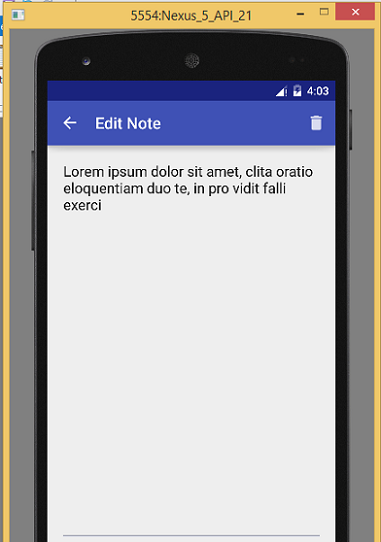 5554:Nexus_5_API_21
4:03
Edit Note
Lorem ipsum dolor sit amet, clita oratio
eloquentiam duo te, in pro vidit falli
exerci